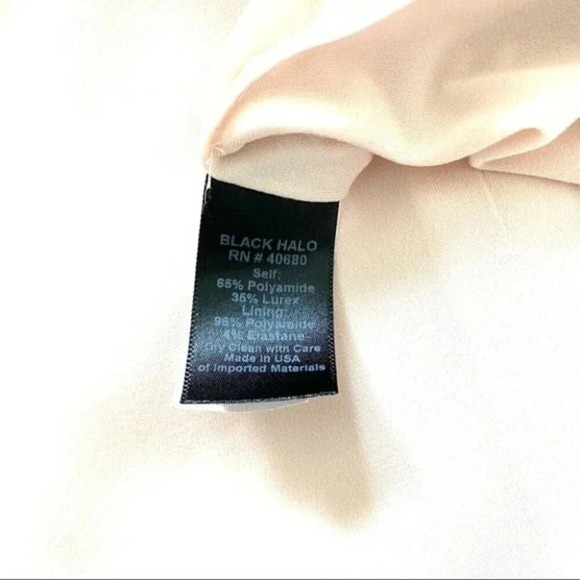 BLACK HALO
RN # 40680
Self:
65% Polyamide
35% Lurex
Lining:
96% Polyamide
4% Elastane
Dry Clean with Care
Made in USA
of Imported Materials